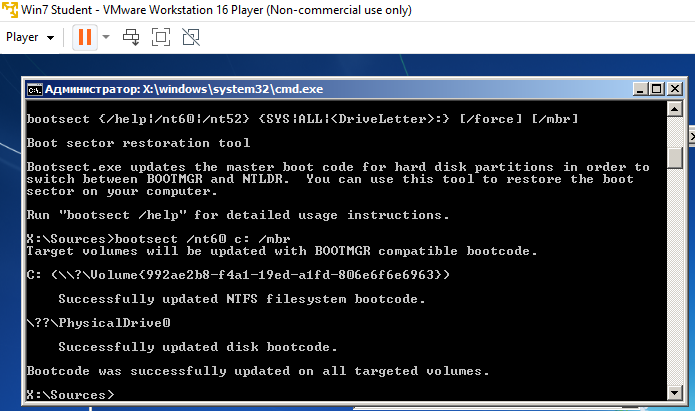 Win7 Student - VMware Workstation 16 Player (Non-commercial use only)
Player
Администратор: X:\windows\system32\cmd.exe
bootsect {/help|/nt60|/nt52} {SYS|ALL|<DriveLetter>:} [/force] [/mbr]
Boot sector restoration tool
Bootsect.exe updates the master boot code for hard disk partitions in order to
switch between BOOTMGR and NTLDR.  You can use this tool to restore the boot
sector on your computer.
Run "bootsect /help" for detailed usage instructions.
X:\Sources>bootsect /nt60 c: /mbr
Target volumes will be updated with BOOTMGR compatible bootcode.
C: (\\?\Volume{992ae2b8-f4a1-19ed-a1fd-806e6f6e6963})
Successfully updated NTFS filesystem bootcode.
\??\PhysicalDrive0
Successfully updated disk bootcode.
Bootcode was successfully updated on all targeted volumes.
X:\Sources>